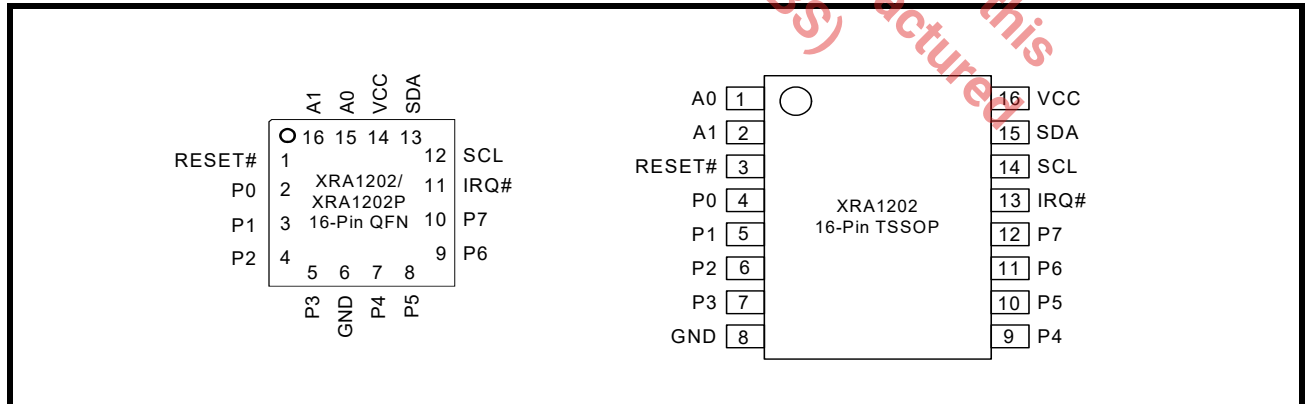 this
S)
actured
A1 A0 VCC SDA
16 15 14 13
RESET# 1
12 SCL
P0 2
11 IRQ#
P1 3
10 P7
P2 4
9 P6
XRA1202/
XRA1202P
16-Pin QFN
5 6 7 8
P3 GND P4 P5
A0 1
16 VCC
A1 2
15 SDA
RESET# 3
14 SCL
P0 4
13 IRQ#
P1 5
12 P7
P2 6
11 P6
P3 7
10 P5
GND 8
9 P4
XRA1202
16-Pin TSSOP